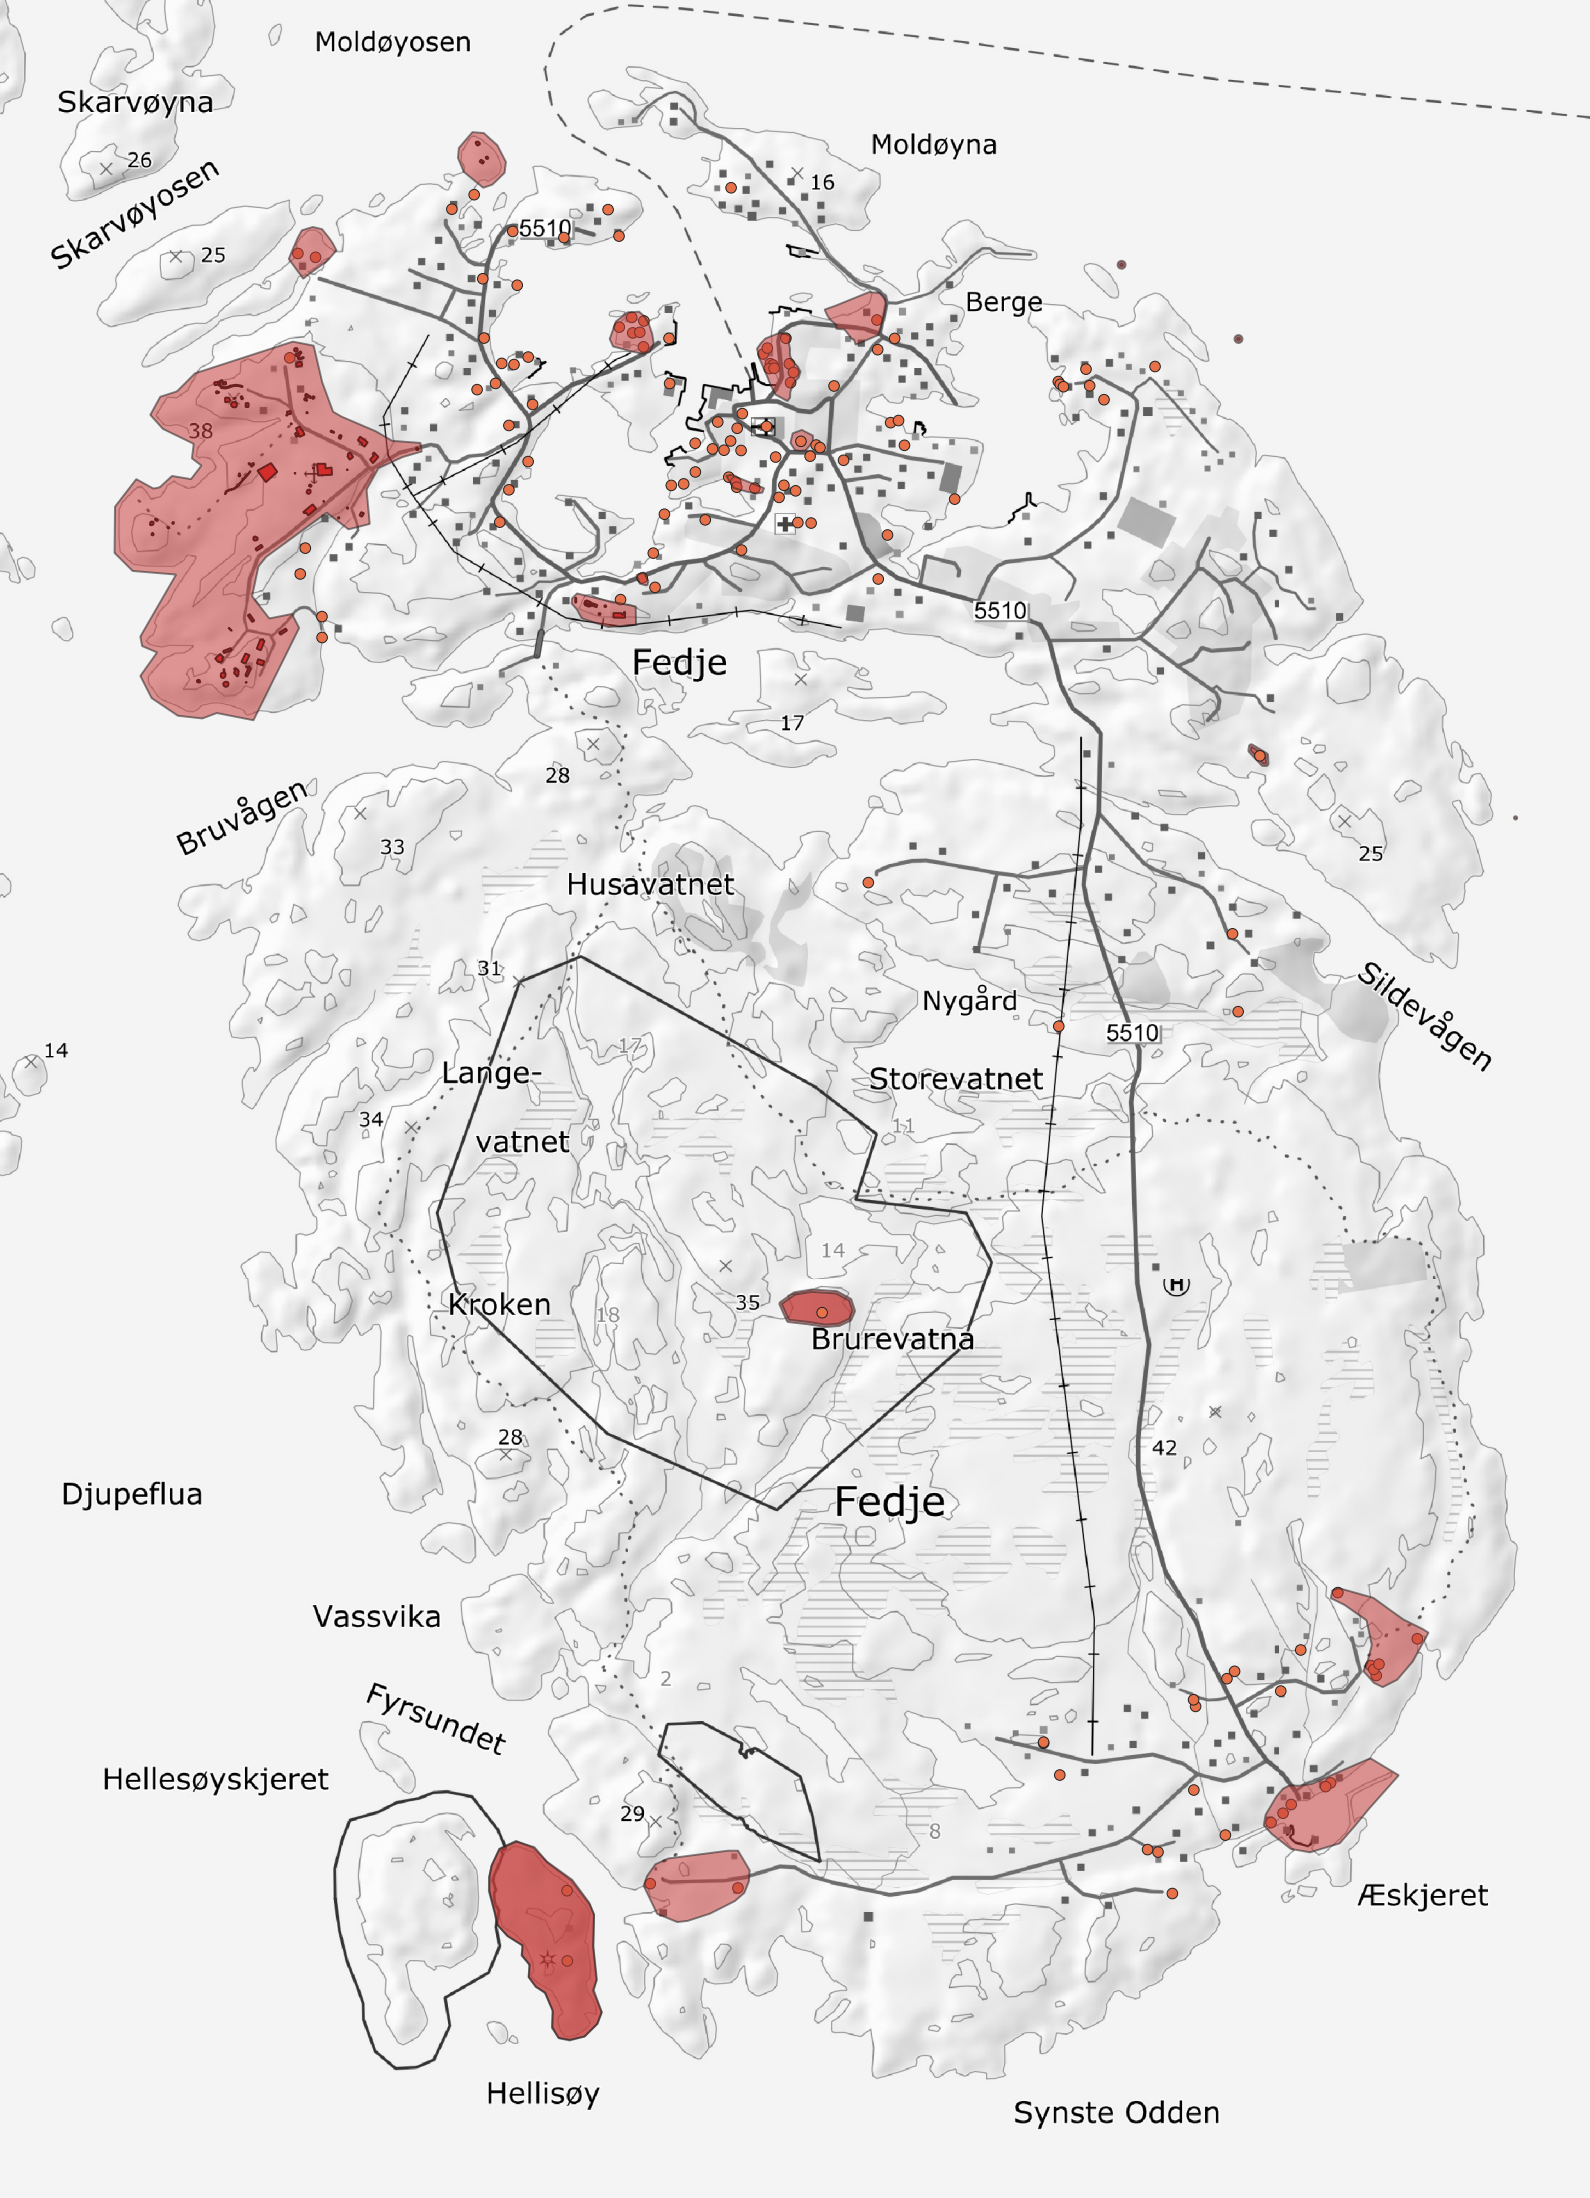 Moldøyosen
Skarvøyna
26
Moldøyna
16
Skarvøyosen
25
5510
Berge
38
5510
Fedje
17
28
Bruvågen
33
25
Husavatnet
31
Nygård
Sildevågen
5510
17
14
Lange-
vatnet
Storevatnet
34
11
14
35
Kroken
18
Brurevatna
28
42
H
Djupeflua
Fedje
Vassvika
2
Fyrsundet
Hellesøyskjeret
29
8
Æskjeret
Hellisøy
Synste Odden